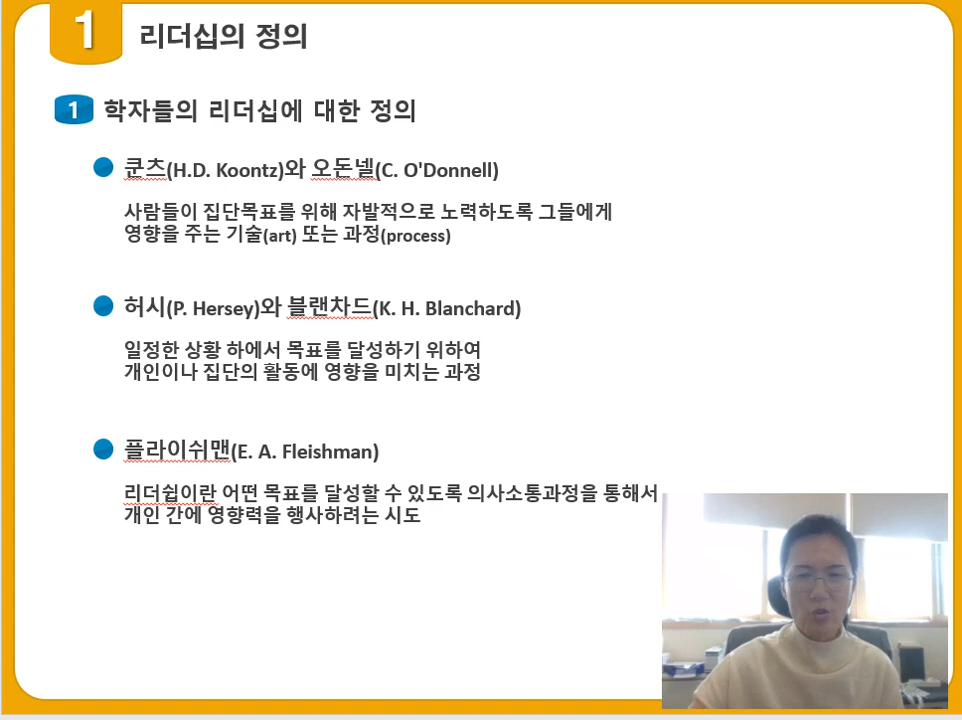 1
리더십의 정의
1 학자들의 리더십에 대한 정의
쿤츠(H.D. Koontz)와 오돈넬(C. O'Donnell)
사람들이 집단목표를 위해 자발적으로 노력하도록 그들에게
영향을 주는 기술(art) 또는 과정(process)
허시(P. Hersey)와 블랜차드(K. H. Blanchard)
일정한 상황 하에서 목표를 달성하기 위하여
개인이나 집단의 활동에 영향을 미치는 과정
플라이쉬맨(E. A. Fleishman)
리더쉽이란 어떤 목표를 달성할 수 있도록 의사소통과정을 통해서
개인 간에 영향력을 행사하려는 시도